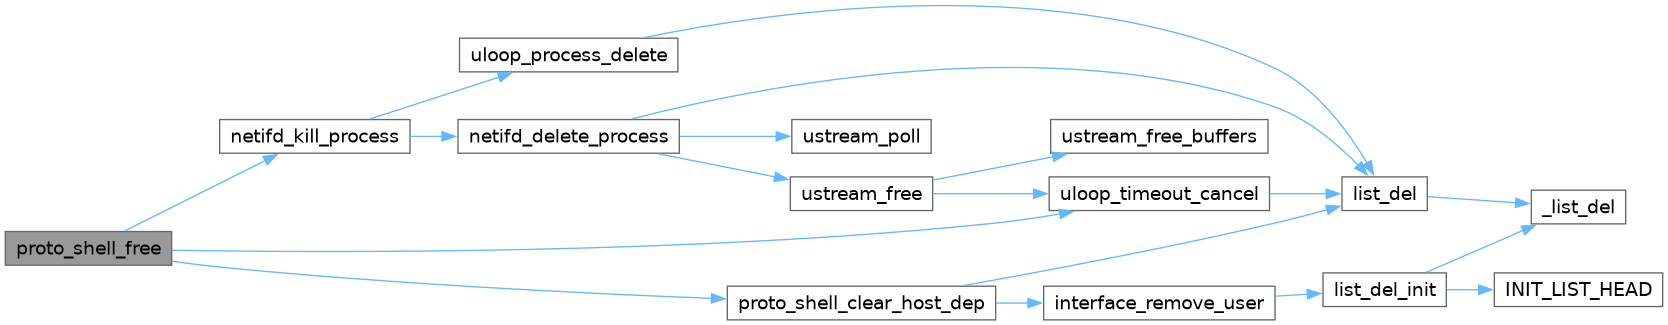 uloop_process_delete
netifd_kill_process
netifd_delete_process
ustream_poll
ustream_free_buffers
ustream_free
uloop_timeout_cancel
list_del
_list_del
proto_shell_free
proto_shell_clear_host_dep
interface_remove_user
list_del_init
INIT_LIST_HEAD